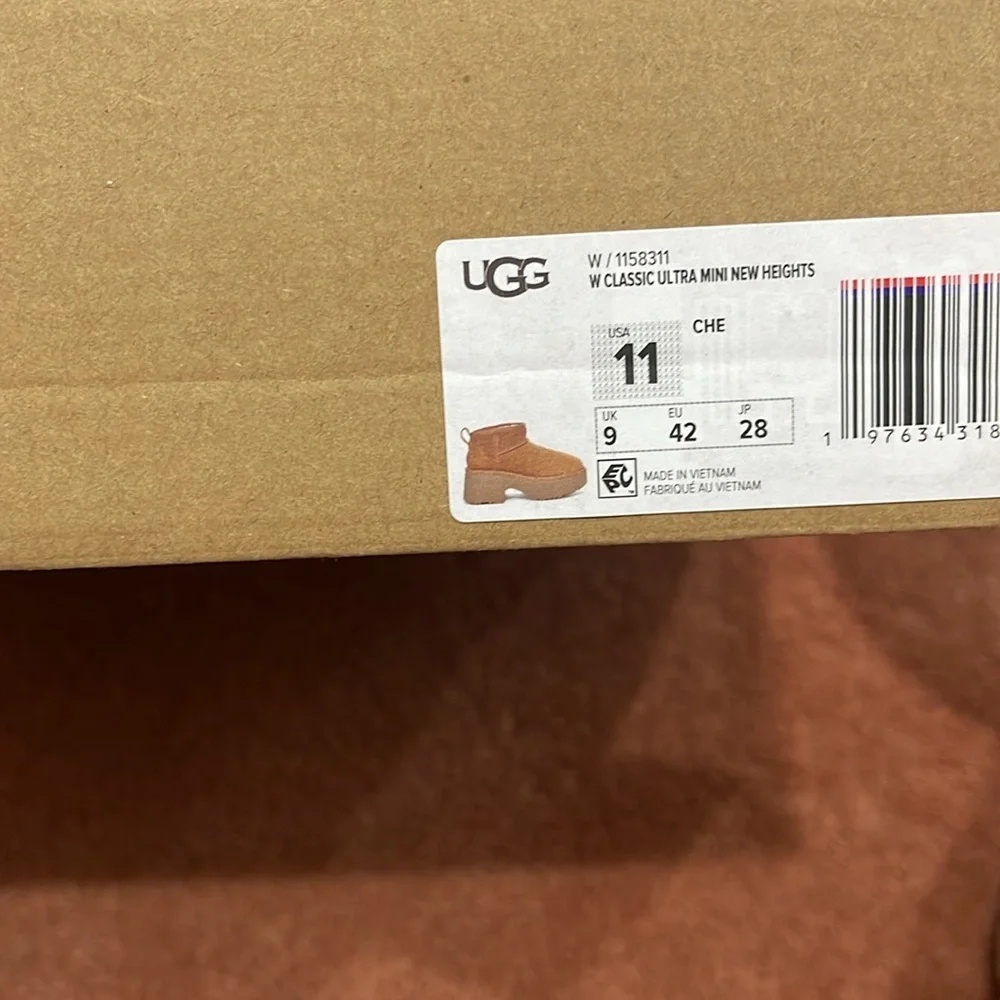 UGG
W / 1158311
W CLASSIC ULTRA MINI NEW HEIGHTS
USA
11
CHE
UK
9
EU
42
JP
28
1 97634 318
EPC
MADE IN VIETNAM
FABRIQUÉ AU VIETNAM